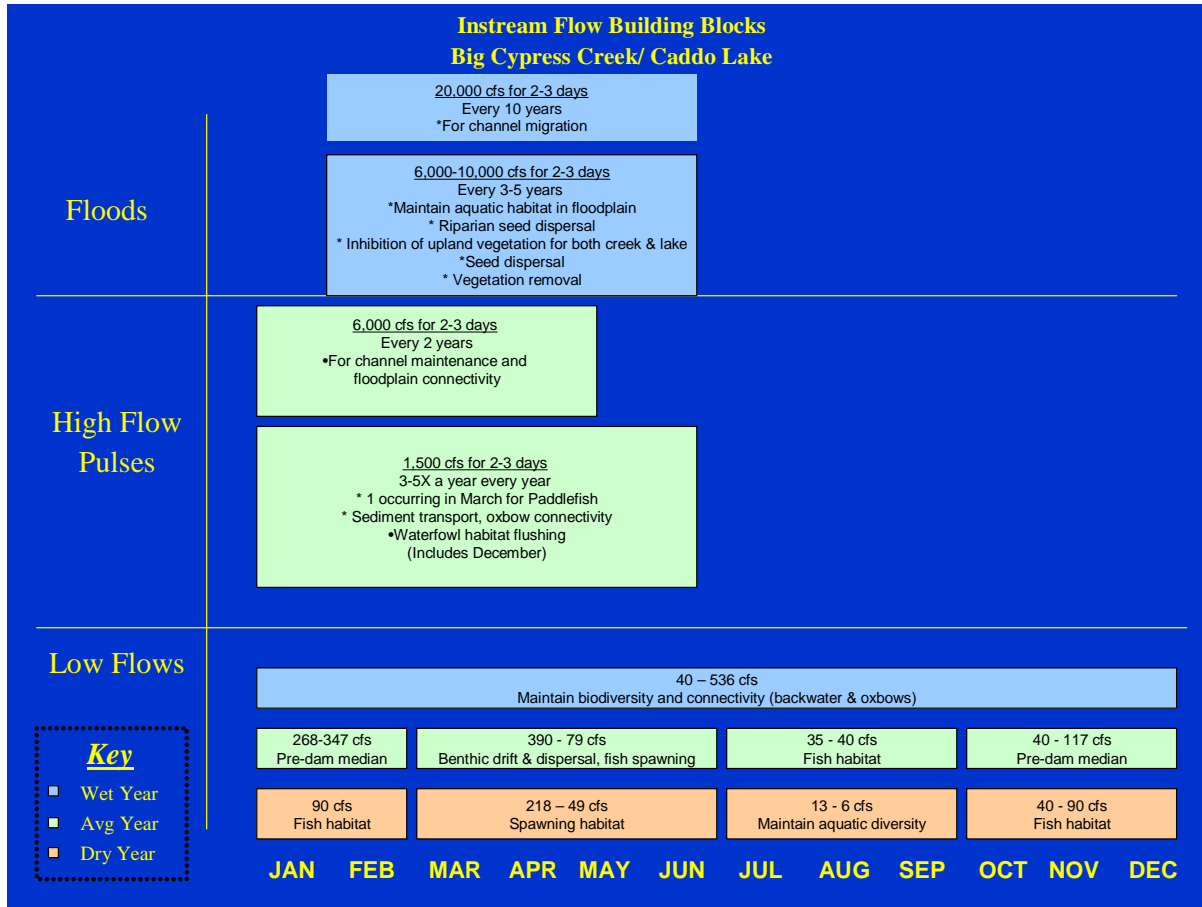 Instream Flow Building Blocks
Big Cypress Creek/ Caddo Lake
20,000 cfs for 2-3 days
Every 10 years
*For channel migration
Floods
6,000-10,000 cfs for 2-3 days
Every 3-5 years
*Maintain aquatic habitat in floodplain
* Riparian seed dispersal
* Inhibition of upland vegetation for both creek & lake
*Seed dispersal
* Vegetation removal
High Flow
Pulses
6,000 cfs for 2-3 days
Every 2 years
•For channel maintenance and
floodplain connectivity
1,500 cfs for 2-3 days
3-5X a year every year
* 1 occurring in March for Paddlefish
* Sediment transport, oxbow connectivity
•Waterfowl habitat flushing
(Includes December)
Low Flows
40 – 536 cfs
Maintain biodiversity and connectivity (backwater & oxbows)
268-347 cfs
Pre-dam median
390 - 79 cfs
Benthic drift & dispersal, fish spawning
35 - 40 cfs
Fish habitat
40 - 117 cfs
Pre-dam median
90 cfs
Fish habitat
218 – 49 cfs
Spawning habitat
13 - 6 cfs
Maintain aquatic diversity
40 - 90 cfs
Fish habitat
Key
Wet Year
Avg Year
Dry Year
JAN FEB MAR APR MAY JUN JUL AUG SEP OCT NOV DEC